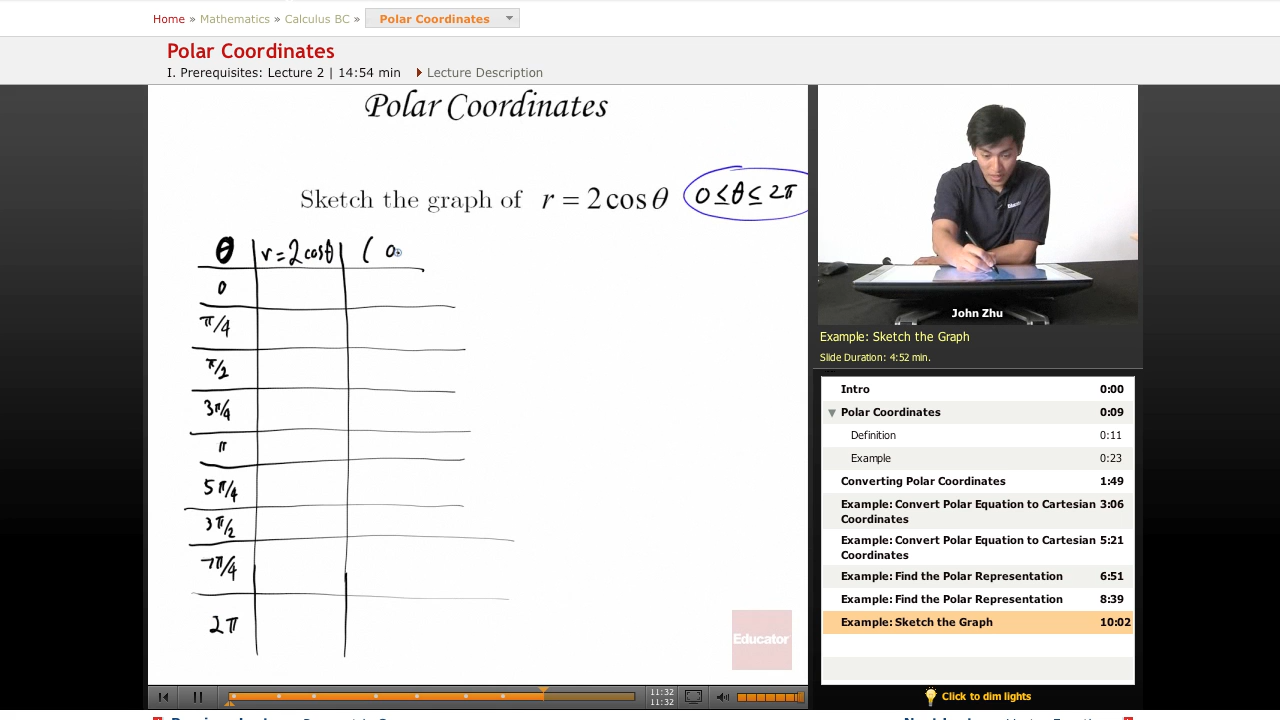 Home » Mathematics » Calculus BC » Polar Coordinates
Polar Coordinates
I. Prerequisites: Lecture 2 | 14:54 min Lecture Description
Polar Coordinates
Sketch the graph of r = 2 cos θ 0 ≤ θ ≤ 2π
θ r = 2 cosθ (
0
π/4
π/2
3π/4
π
5π/4
3π/2
7π/4
2π
Educator
11:32
11:32
John Zhu
Example: Sketch the Graph
Slide Duration: 4:52 min.
Intro 0:00
Polar Coordinates 0:09
Definition 0:11
Example 0:23
Converting Polar Coordinates 1:49
Example: Convert Polar Equation to Cartesian 3:06
Coordinates
Example: Convert Polar Equation to Cartesian 5:21
Coordinates
Example: Find the Polar Representation 6:51
Example: Find the Polar Representation 8:39
Example: Sketch the Graph 10:02
Click to dim lights